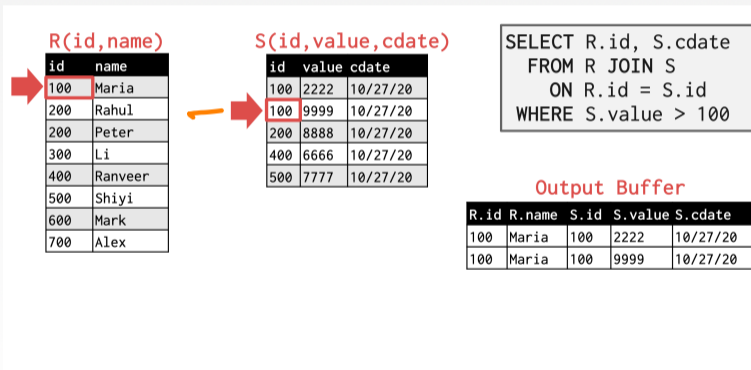 R(id,name)
id name
100 Maria
200 Rahul
200 Peter
300 Li
400 Ranveer
500 Shiyi
600 Mark
700 Alex
S(id,value,cdate)
id value cdate
100 2222 10/27/20
100 9999 10/27/20
200 8888 10/27/20
400 6666 10/27/20
500 7777 10/27/20
SELECT R.id, S.cdate
FROM R JOIN S
ON R.id = S.id
WHERE S.value > 100
Output Buffer
R.id R.name S.id S.value S.cdate
100 Maria 100 2222 10/27/20
100 Maria 100 9999 10/27/20